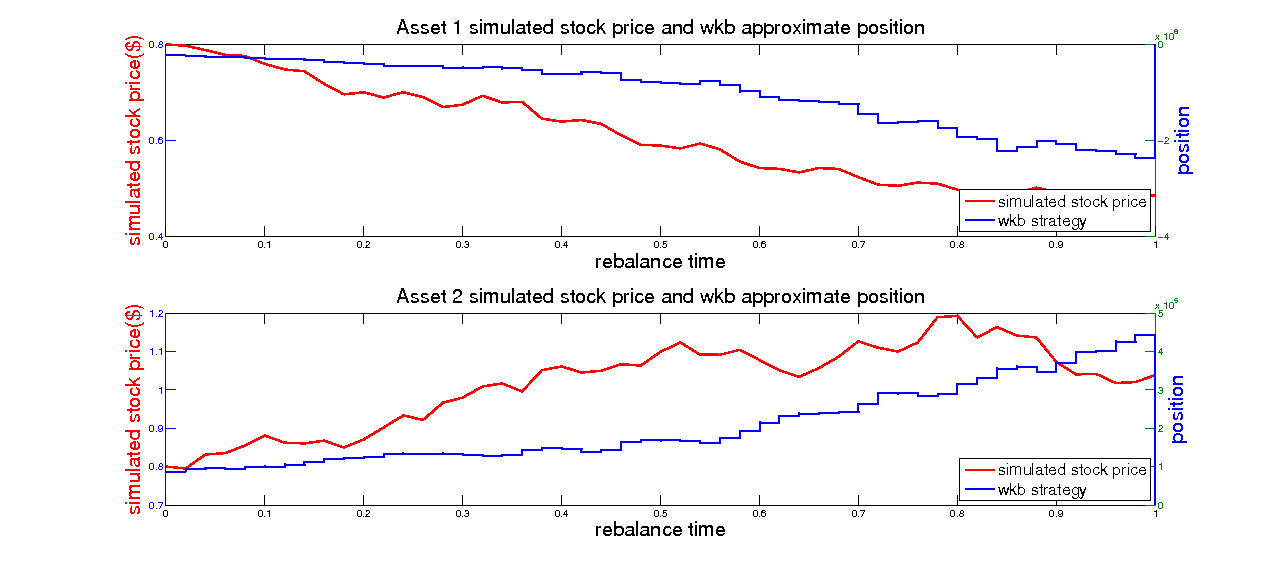 Asset 1 simulated stock price and wkb approximate position
simulated stock price($)
0.8
0.6
0.4
0
-2
-4
position
simulated stock price
wkb strategy
0 0.1 0.2 0.3 0.4 0.5 0.6 0.7 0.8 0.9 1
rebalance time
Asset 2 simulated stock price and wkb approximate position
simulated stock price($)
1.2
1.1
1
0.9
0.8
0.7
5
4
3
2
1
0
position
simulated stock price
wkb strategy
0 0.1 0.2 0.3 0.4 0.5 0.6 0.7 0.8 0.9 1
rebalance time